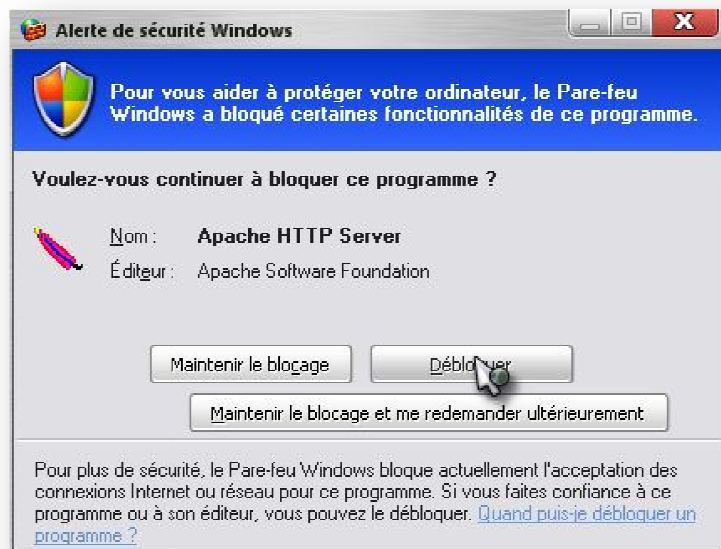 Alerte de sécurité Windows
Pour vous aider à protéger votre ordinateur, le Pare-feu
Windows a bloqué certaines fonctionnalités de ce programme.
Voulez-vous continuer à bloquer ce programme ?
Nom : Apache HTTP Server
Éditeur : Apache Software Foundation
Maintenir le blocage Débloquer
Maintenir le blocage et me redemander ultérieurement
Pour plus de sécurité, le Pare-feu Windows bloque actuellement l'acceptation des
connexions Internet ou réseau pour ce programme. Si vous faites confiance à ce
programme ou à son éditeur, vous pouvez le débloquer. Quand puis-je débloquer un
programme ?